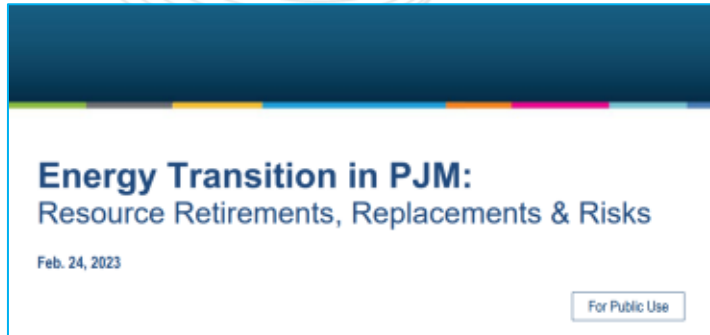 Energy Transition in PJM:
Resource Retirements, Replacements & Risks
Feb. 24, 2023
For Public Use